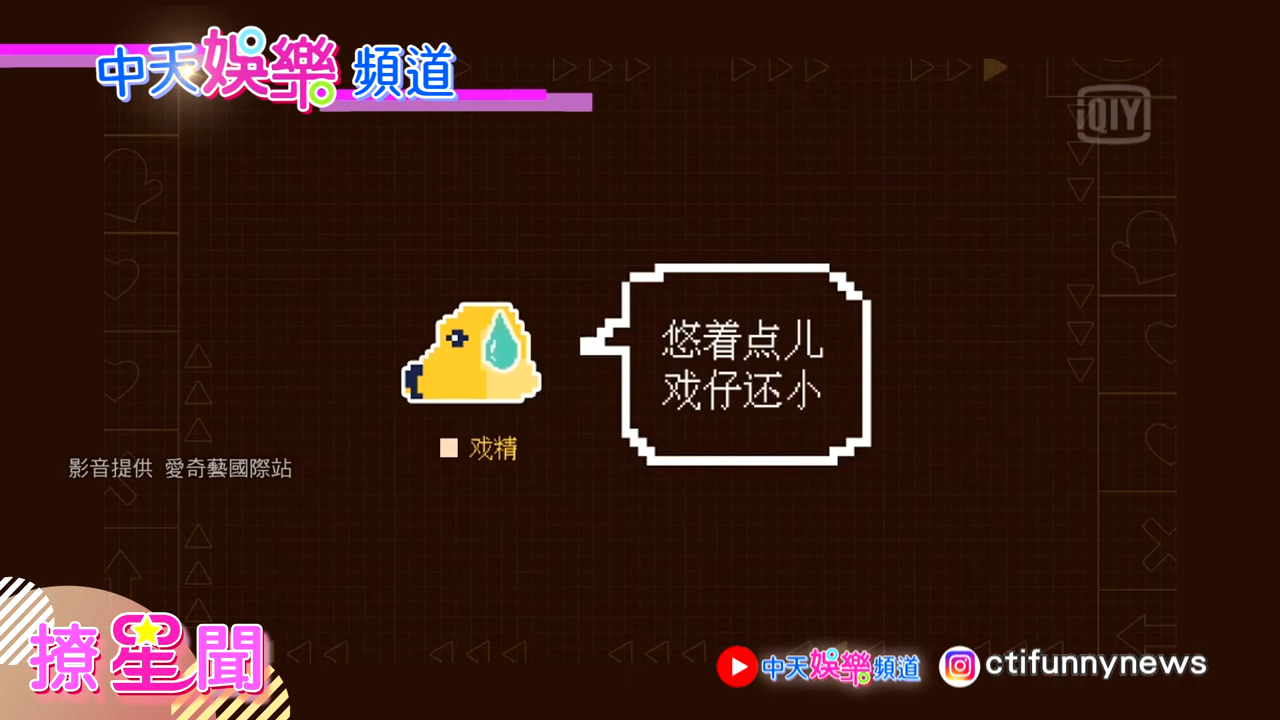 中天娛樂頻道
iQIY
悠着点儿
戏仔还小
戏精
影音提供 愛奇藝國際站
撩星聞
中天娛樂頻道
ctifunnynews